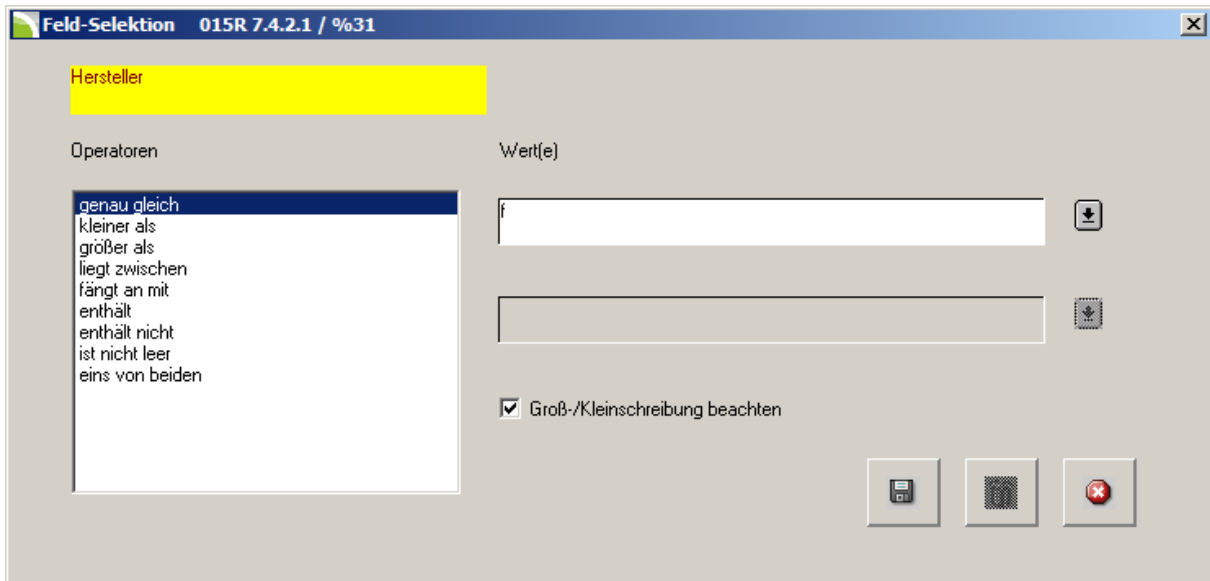 Feld-Selektion 015R 7.4.2.1 / %31
Hersteller
Operatoren
Wert(e)
genau gleich
kleiner als
größer als
liegt zwischen
fängt an mit
enthält
enthält nicht
ist nicht leer
eins von beiden
f
Groß-/Kleinschreibung beachten